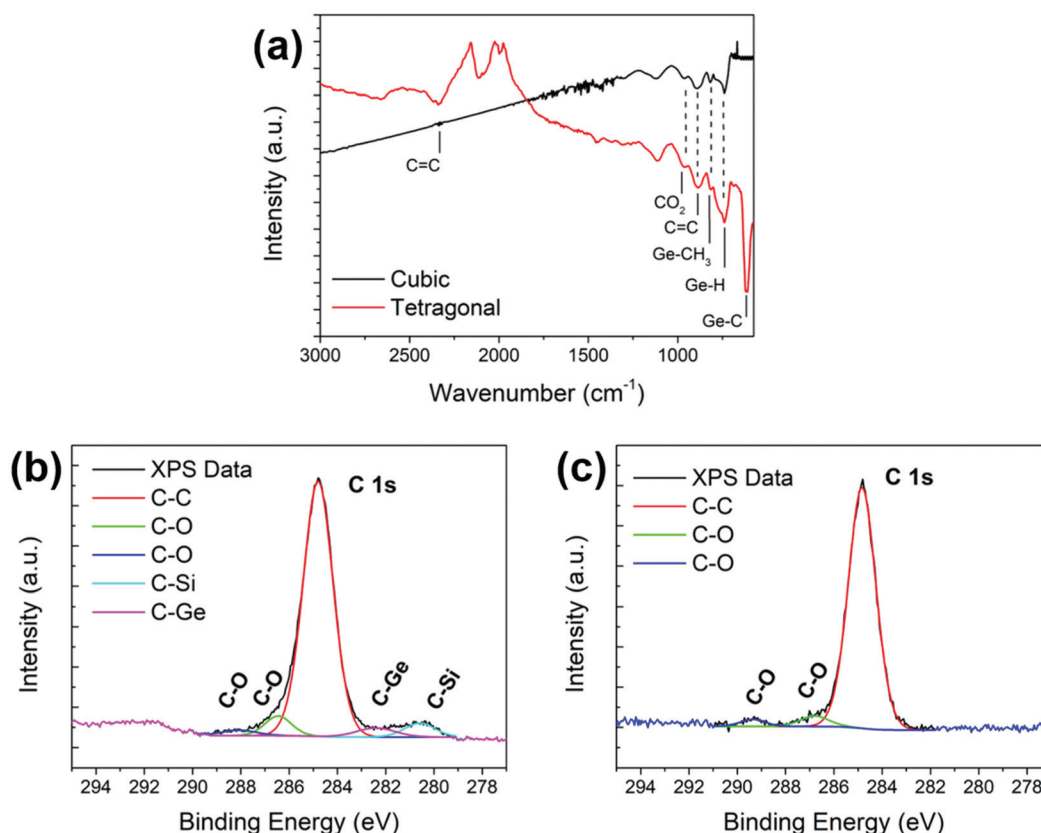 (a)
Intensity (a.u.)
C=C
CO₂
C=C
Ge-CH₃
Ge-H
Ge-C
Cubic
Tetragonal
3000 2500 2000 1500 1000
Wavenumber (cm⁻¹)
(b)
Intensity (a.u.)
XPS Data
C-C
C-O
C-O
C-Si
C-Ge
C 1s
C-O
C-O
C-Ge
C-Si
294 292 290 288 286 284 282 280 278
Binding Energy (eV)
(c)
Intensity (a.u.)
XPS Data
C-C
C-O
C-O
C 1s
C-O
C-O
294 292 290 288 286 284 282 280 278
Binding Energy (eV)